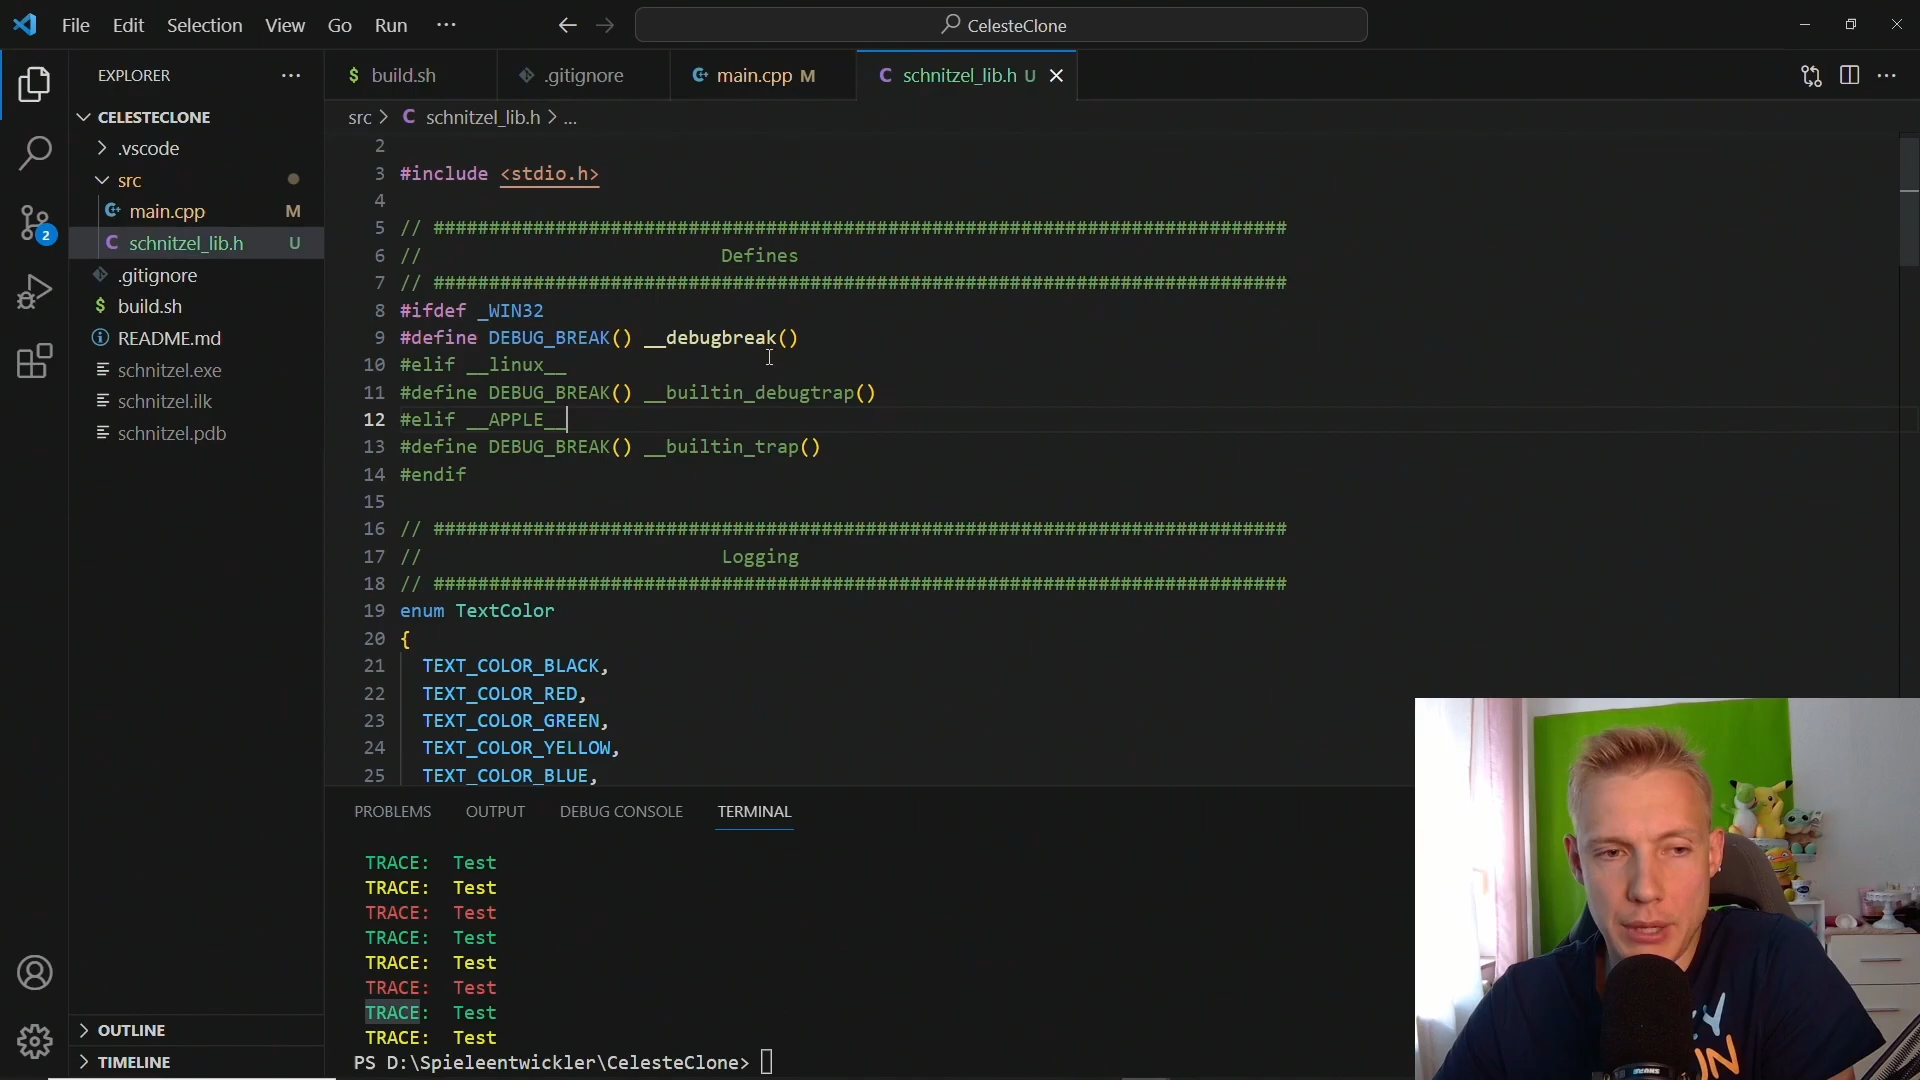 File Edit Selection View Go Run ···
CelesteClone
EXPLORER ···
CELESTECLONE
.vscode
src
main.cpp M
schnitzel_lib.h U
.gitignore
build.sh
README.md
schnitzel.exe
schnitzel.ilk
schnitzel.pdb
OUTLINE
TIMELINE
2
$ build.sh
.gitignore
main.cpp M
C schnitzel_lib.h U
src > C schnitzel_lib.h > ...
2
3 #include <stdio.h>
4
5 // #############################################################################
6 // Defines
7 // #############################################################################
8 #ifdef _WIN32
9 #define DEBUG_BREAK() __debugbreak()
10 #elif __linux__
11 #define DEBUG_BREAK() __builtin_debugtrap()
12 #elif __APPLE__
13 #define DEBUG_BREAK() __builtin_trap()
14 #endif
15
16 // #############################################################################
17 // Logging
18 // #############################################################################
19 enum TextColor
20 {
21 TEXT_COLOR_BLACK,
22 TEXT_COLOR_RED,
23 TEXT_COLOR_GREEN,
24 TEXT_COLOR_YELLOW,
25 TEXT_COLOR_BLUE,
PROBLEMS OUTPUT DEBUG CONSOLE TERMINAL
TRACE: Test
TRACE: Test
TRACE: Test
TRACE: Test
TRACE: Test
TRACE: Test
TRACE: Test
TRACE: Test
PS D:\Spieleentwickler\CelesteClone>